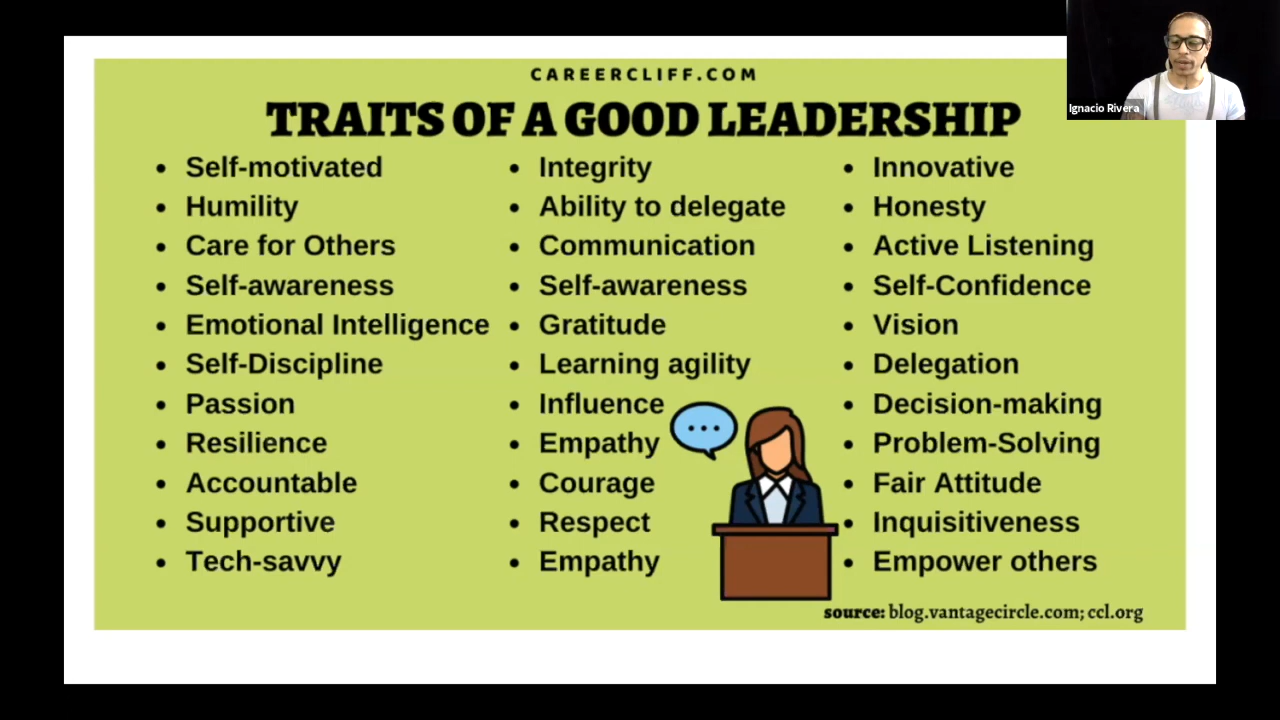 CAREERCLIFF.COM
TRAITS OF A GOOD LEADERSHIP
• Self-motivated
• Humility
• Care for Others
• Self-awareness
• Emotional Intelligence
• Self-Discipline
• Passion
• Resilience
• Accountable
• Supportive
• Tech-savvy
• Integrity
• Ability to delegate
• Communication
• Self-awareness
• Gratitude
• Learning agility
• Influence
• Empathy
• Courage
• Respect
• Empathy
• Innovative
• Honesty
• Active Listening
• Self-Confidence
• Vision
• Delegation
• Decision-making
• Problem-Solving
• Fair Attitude
• Inquisitiveness
• Empower others
source: blog.vantagecircle.com; ccl.org
Ignacio Rivera